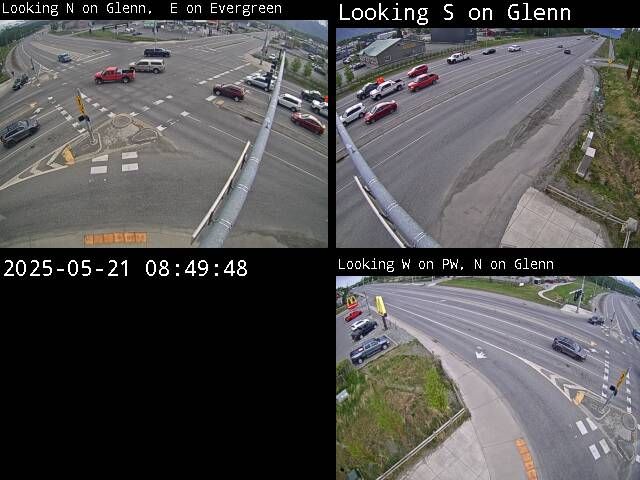 Looking N on Glenn,  E on Evergreen
Looking S on Glenn
2025-05-21 08:49:48
Looking W on PW, N on Glenn